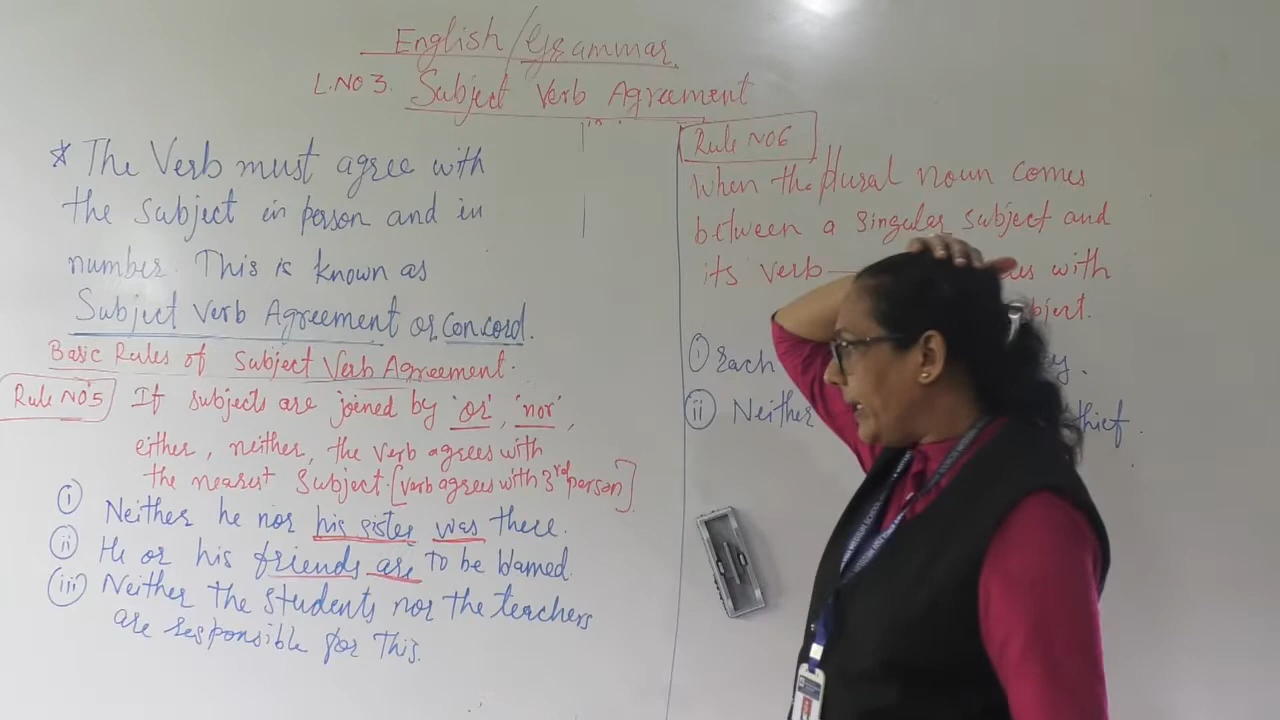 English / Grammar
L.NO 3. Subject Verb Agreement
* The Verb must agree with
the subject in person and in
number. This is known as
Subject Verb Agreement or Concord.
Basic Rules of Subject Verb Agreement.
Rule NO 5 If subjects are joined by 'or', 'nor',
either, neither, the verb agrees with
the nearest subject. [verb agrees with 3rd person]
i Neither he nor his sister was there.
ii He or his friends are to be blamed.
iii Neither the students nor the teachers
are responsible for this.
Rule NO 6
When the plural noun comes
between a singular subject and
its verb with
i Each
ii Neither thief.